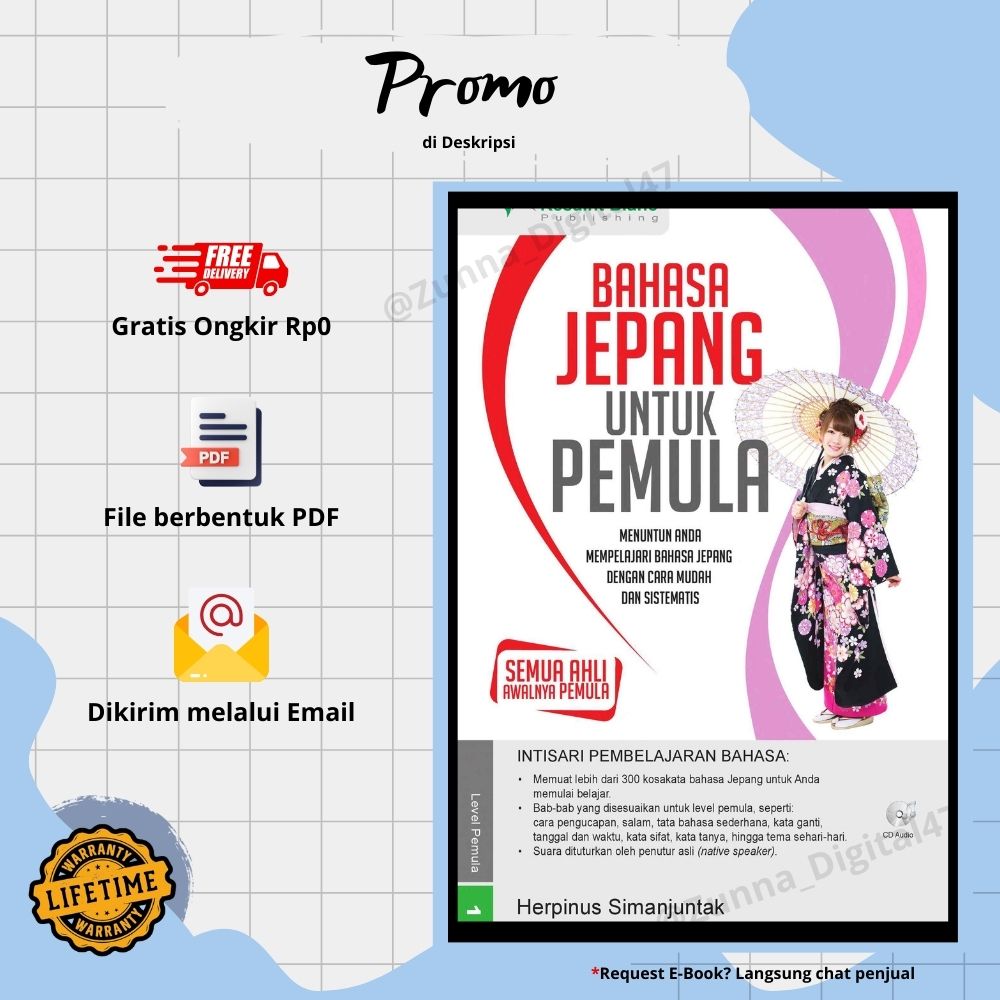 Promo
di Deskripsi
FREE
DELIVERY
Gratis Ongkir Rp0
PDF
File berbentuk PDF
@
Dikirim melalui Email
WARRANTY
LIFETIME
WARRANTY
@Zunna_Digital47
Publishing
BAHASA
JEPANG
UNTUK
PEMULA
MENUNTUN ANDA
MEMPELAJARI BAHASA JEPANG
DENGAN CARA MUDAH
DAN SISTEMATIS
SEMUA AHLI
AWALNYA PEMULA
INTISARI PEMBELAJARAN BAHASA:
• Memuat lebih dari 300 kosakata bahasa Jepang untuk Anda
memulai belajar.
• Bab-bab yang disesuaikan untuk level pemula, seperti:
cara pengucapan, salam, tata bahasa sederhana, kata ganti,
tanggal dan waktu, kata sifat, kata tanya, hingga tema sehari-hari.
• Suara dituturkan oleh penutur asli (native speaker).
CD Audio
Level Pemula
1
Herpinus Simanjuntak
@Zunna_Digital47
*Request E-Book? Langsung chat penjual